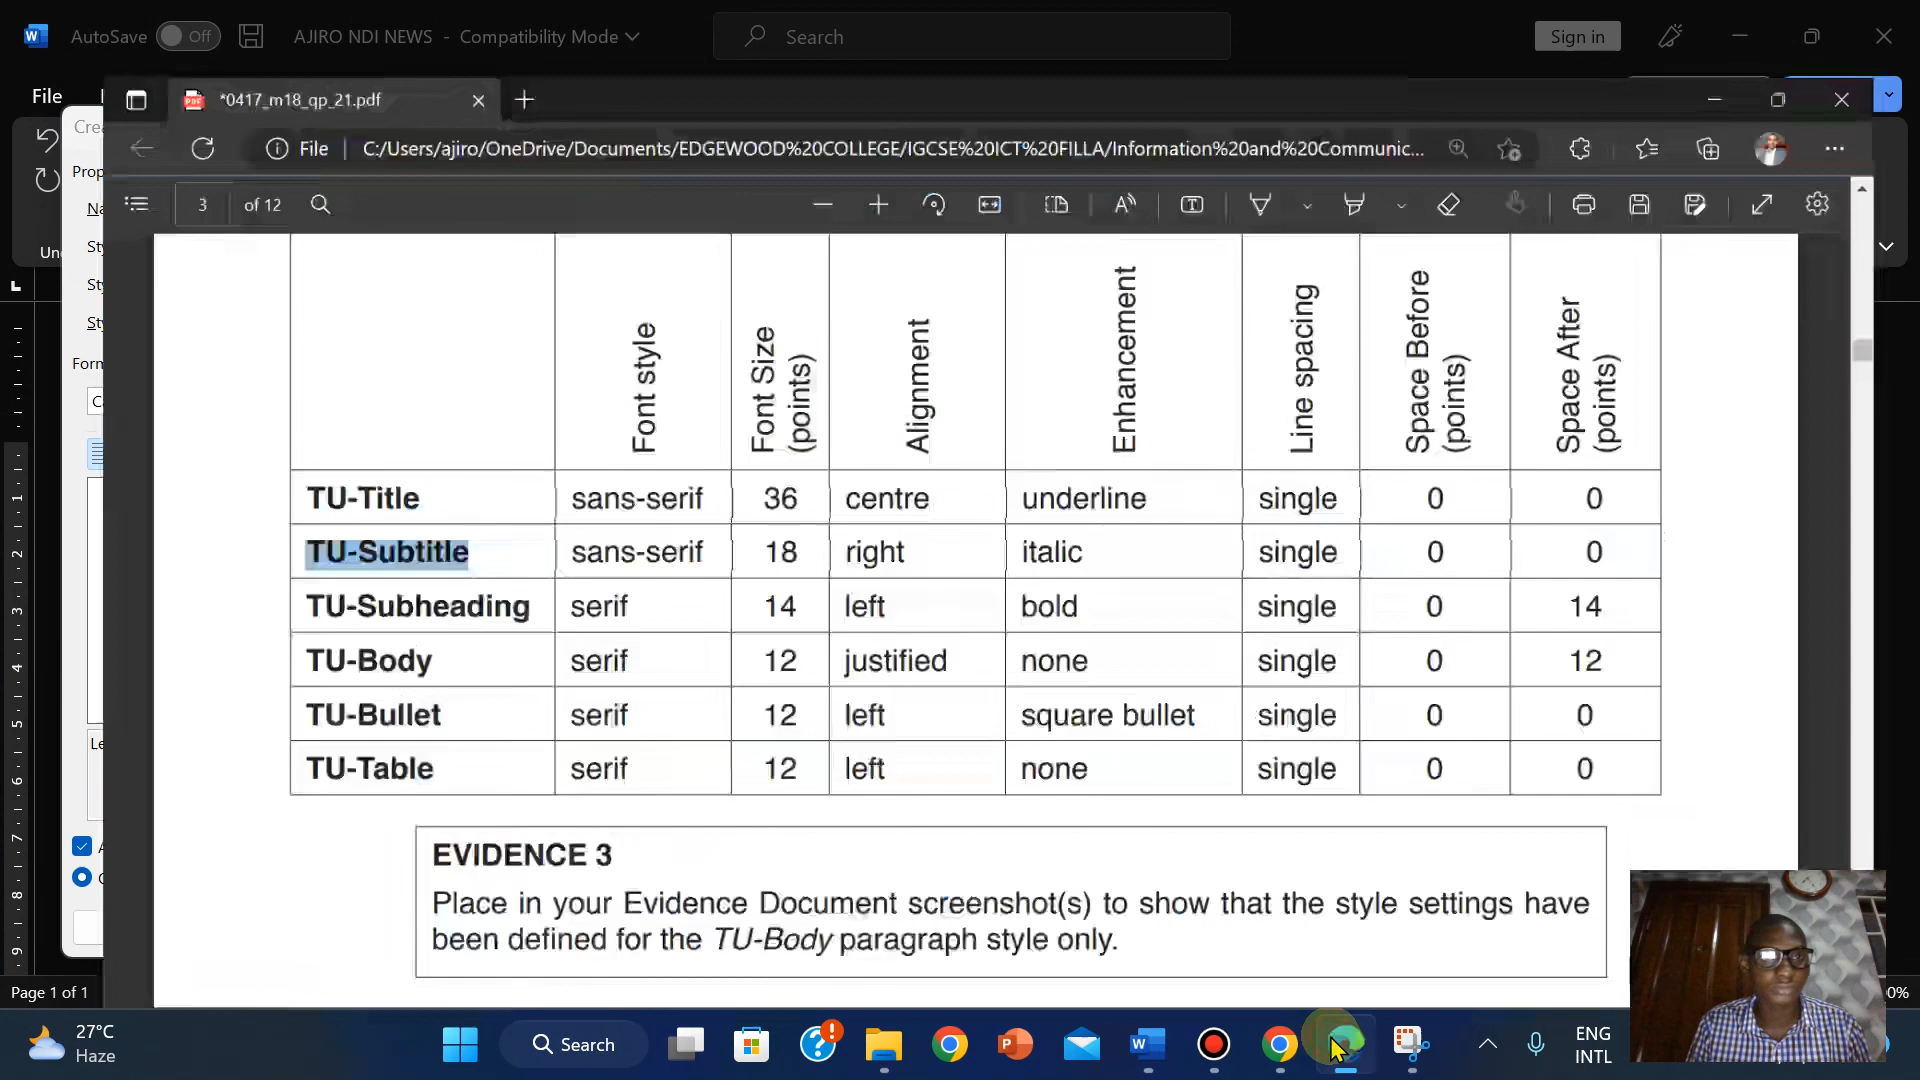 AutoSave Off AJIRO NDI NEWS - Compatibility Mode Search Sign in
File
*0417_m18_qp_21.pdf
File C:/Users/ajiro/OneDrive/Documents/EDGEWOOD%20COLLEGE/IGCSE%20ICT%20FILLA/Information%20and%20Communic...
3 of 12
Font style Font Size (points) Alignment Enhancement Line spacing Space Before (points) Space After (points)
TU-Title sans-serif 36 centre underline single 0 0
TU-Subtitle sans-serif 18 right italic single 0 0
TU-Subheading serif 14 left bold single 0 14
TU-Body serif 12 justified none single 0 12
TU-Bullet serif 12 left square bullet single 0 0
TU-Table serif 12 left none single 0 0
EVIDENCE 3
Place in your Evidence Document screenshot(s) to show that the style settings have
been defined for the TU-Body paragraph style only.
Page 1 of 1
27°C
Haze
Search
ENG
INTL